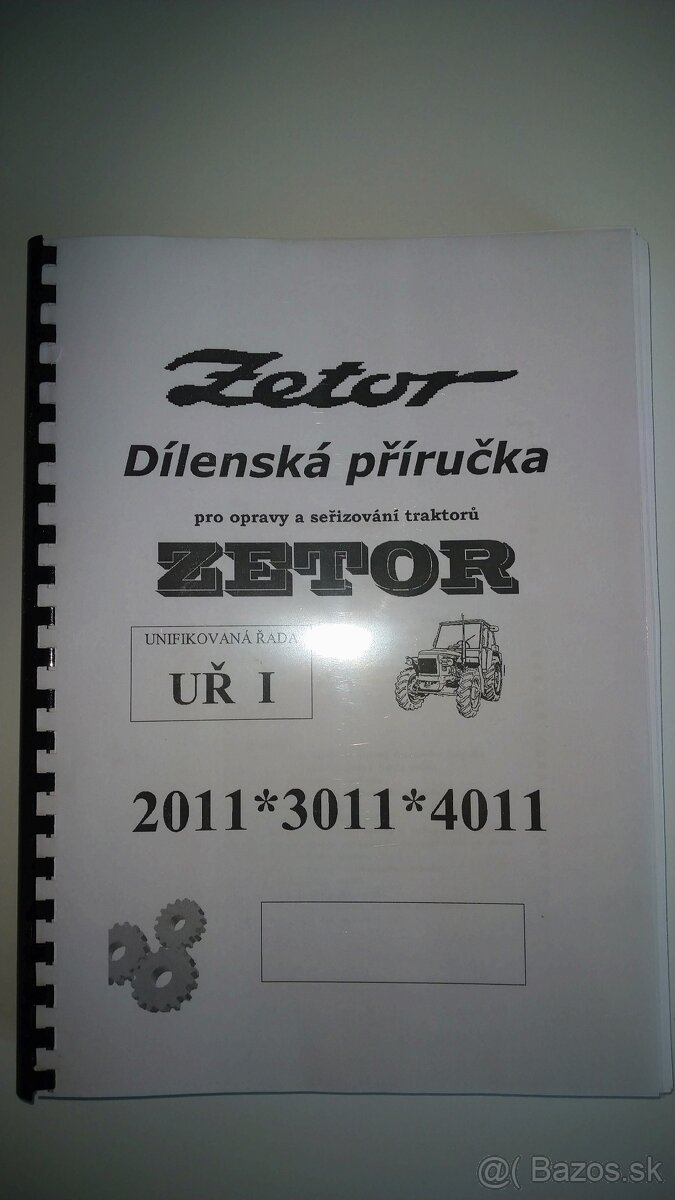 Zetor
Dílenská příručka
pro opravy a seřizování traktorů
ZETOR
UNIFIKOVANÁ ŘADA
UŘ I
2011*3011*4011
@( Bazos.sk